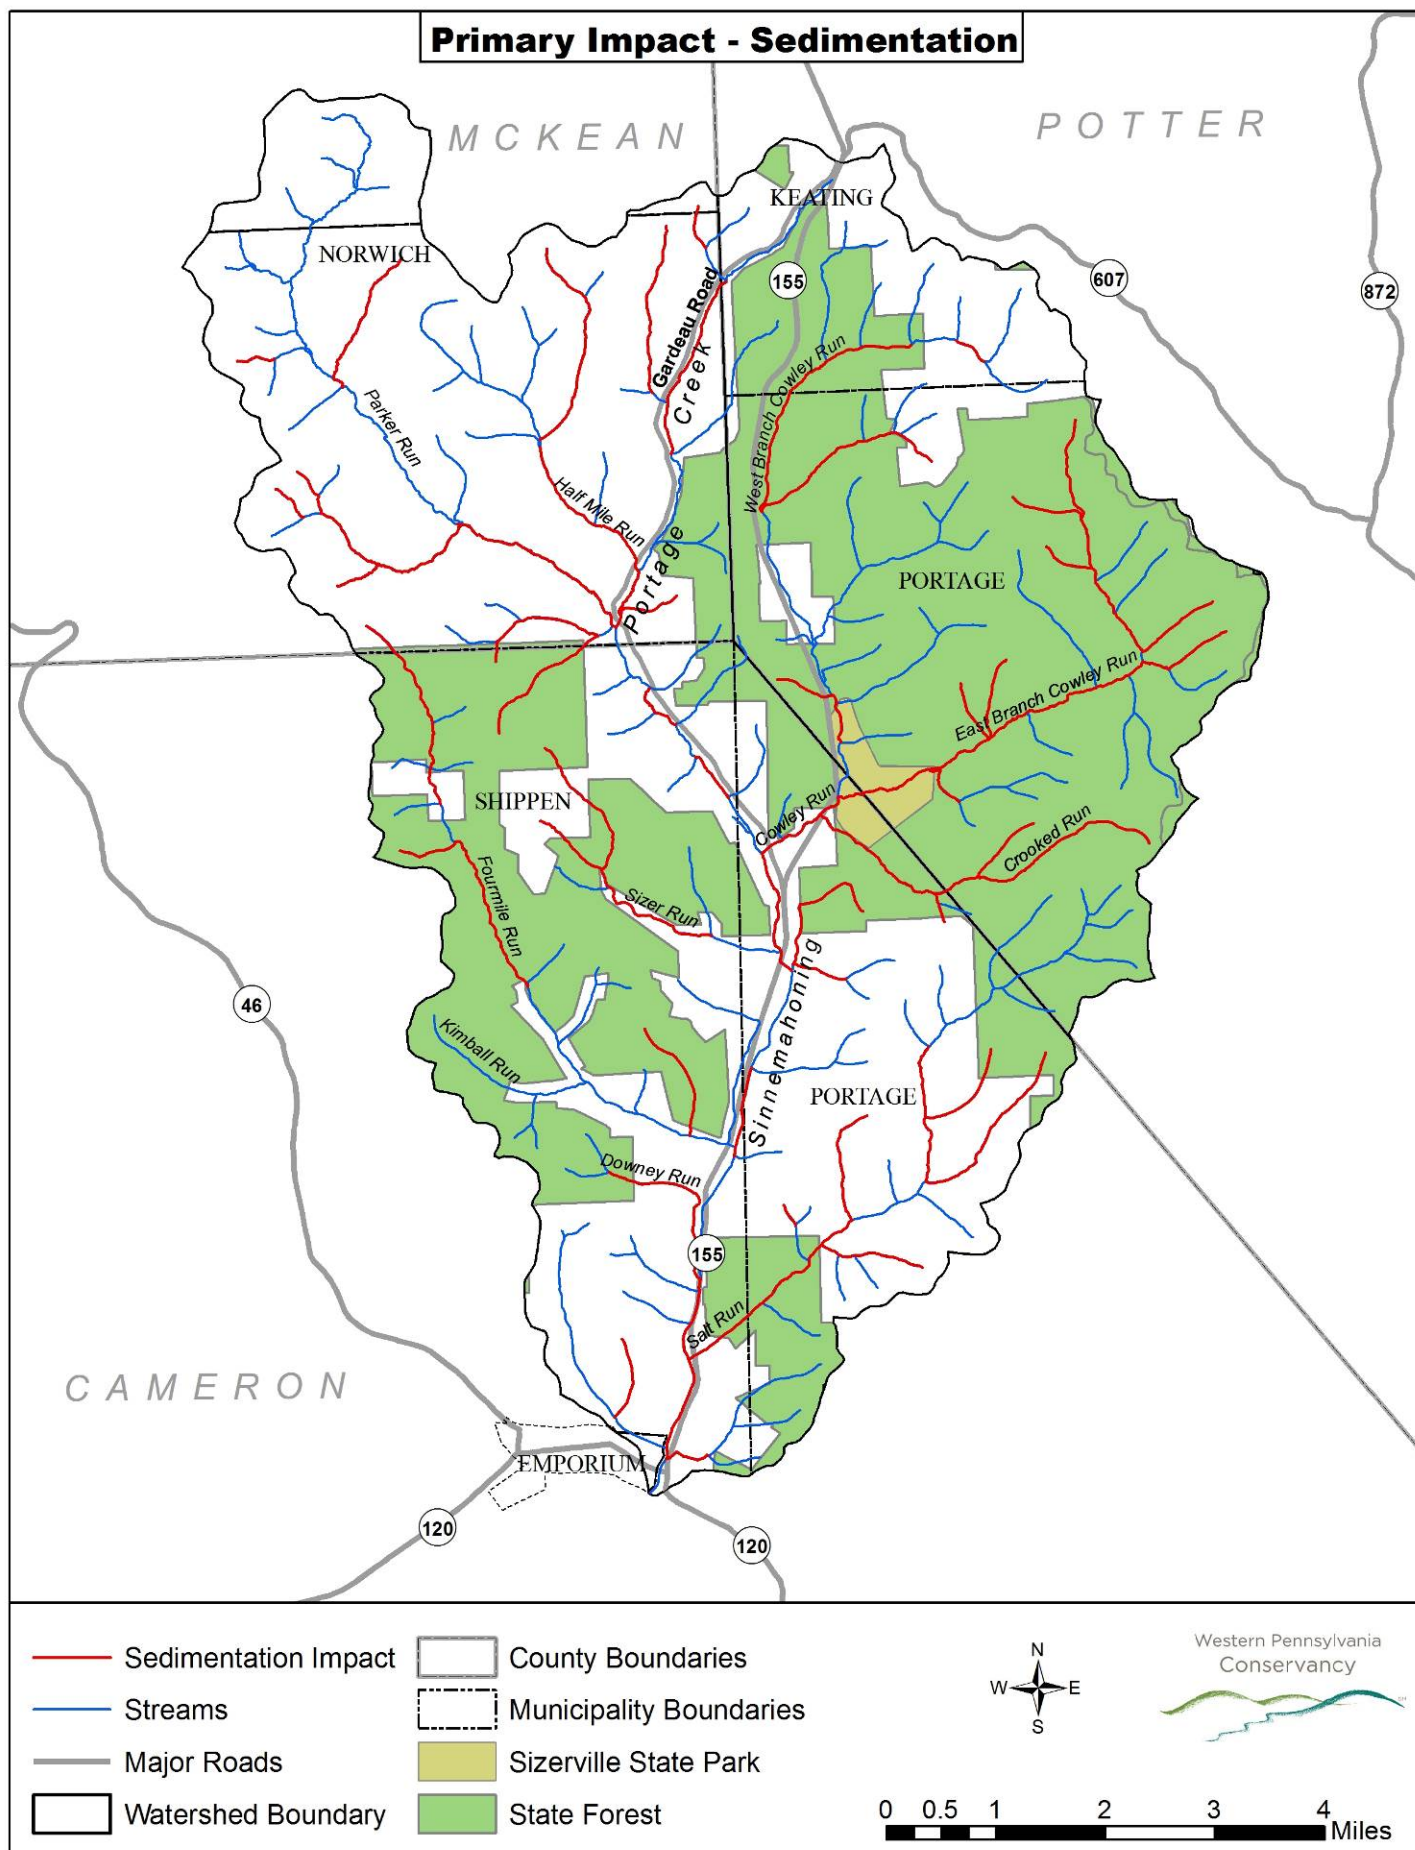 Primary Impact - Sedimentation
MCKEAN
POTTER
KEATING
NORWICH
155
607
872
Gardeau Road
Creek
West Branch Cowley Run
Parker Run
Half Mile Run
Portage
PORTAGE
East Branch Cowley Run
SHIPPEN
Cowley Run
Crooked Run
Fourmile Run
Sizer Run
Sinnemahoning
46
Kimball Run
PORTAGE
Downey Run
155
Salt Run
CAMERON
EMPORIUM
120
120
Sedimentation Impact
Streams
Major Roads
Watershed Boundary
County Boundaries
Municipality Boundaries
Sizerville State Park
State Forest
N
W
E
S
Western Pennsylvania
Conservancy
0 0.5 1 2 3 4
Miles